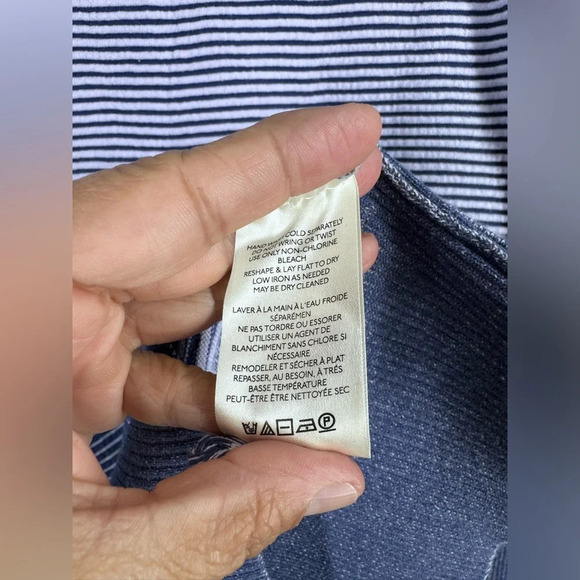 HAND WASH COLD SEPARATELY
DO NOT WRING OR TWIST
USE ONLY NON-CHLORINE
BLEACH
RESHAPE & LAY FLAT TO DRY
LOW IRON AS NEEDED
MAY BE DRY CLEANED
LAVER À LA MAIN À L'EAU FROIDE
SÉPARÉMEN
NE PAS TORDRE OU ESSORER
UTILISER UN AGENT DE
BLANCHIMENT SANS CHLORE SI
NÉCESSAIRE
REMODELER ET SÉCHER À PLAT
REPASSER, AU BESOIN, À TRÉS
BASSE TEMPÉRATURE
PEUT-ÊTRE ÊTRE NETTOYÉE SEC
P